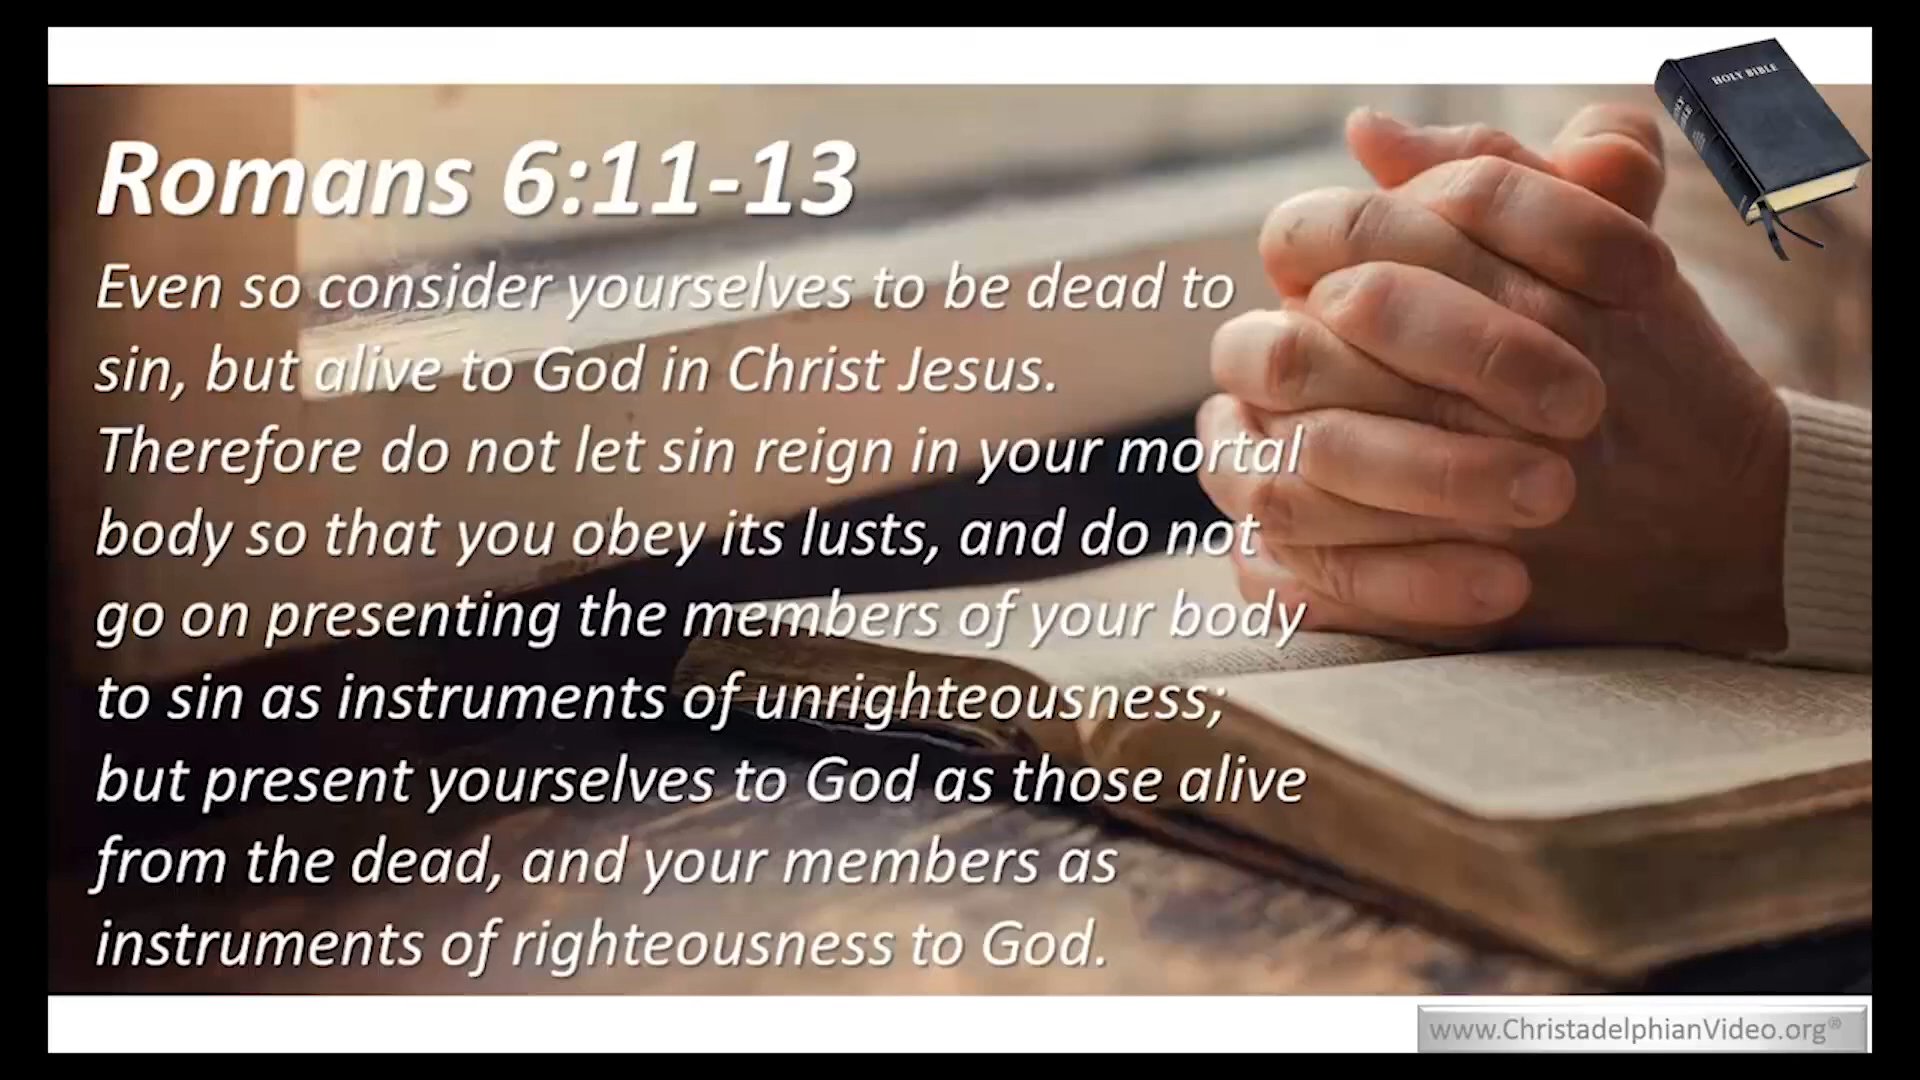 HOLY BIBLE
Romans 6:11-13
Even so consider yourselves to be dead to
sin, but alive to God in Christ Jesus.
Therefore do not let sin reign in your mortal
body so that you obey its lusts, and do not
go on presenting the members of your body
to sin as instruments of unrighteousness;
but present yourselves to God as those alive
from the dead, and your members as
instruments of righteousness to God.
www.ChristadelphianVideo.org®